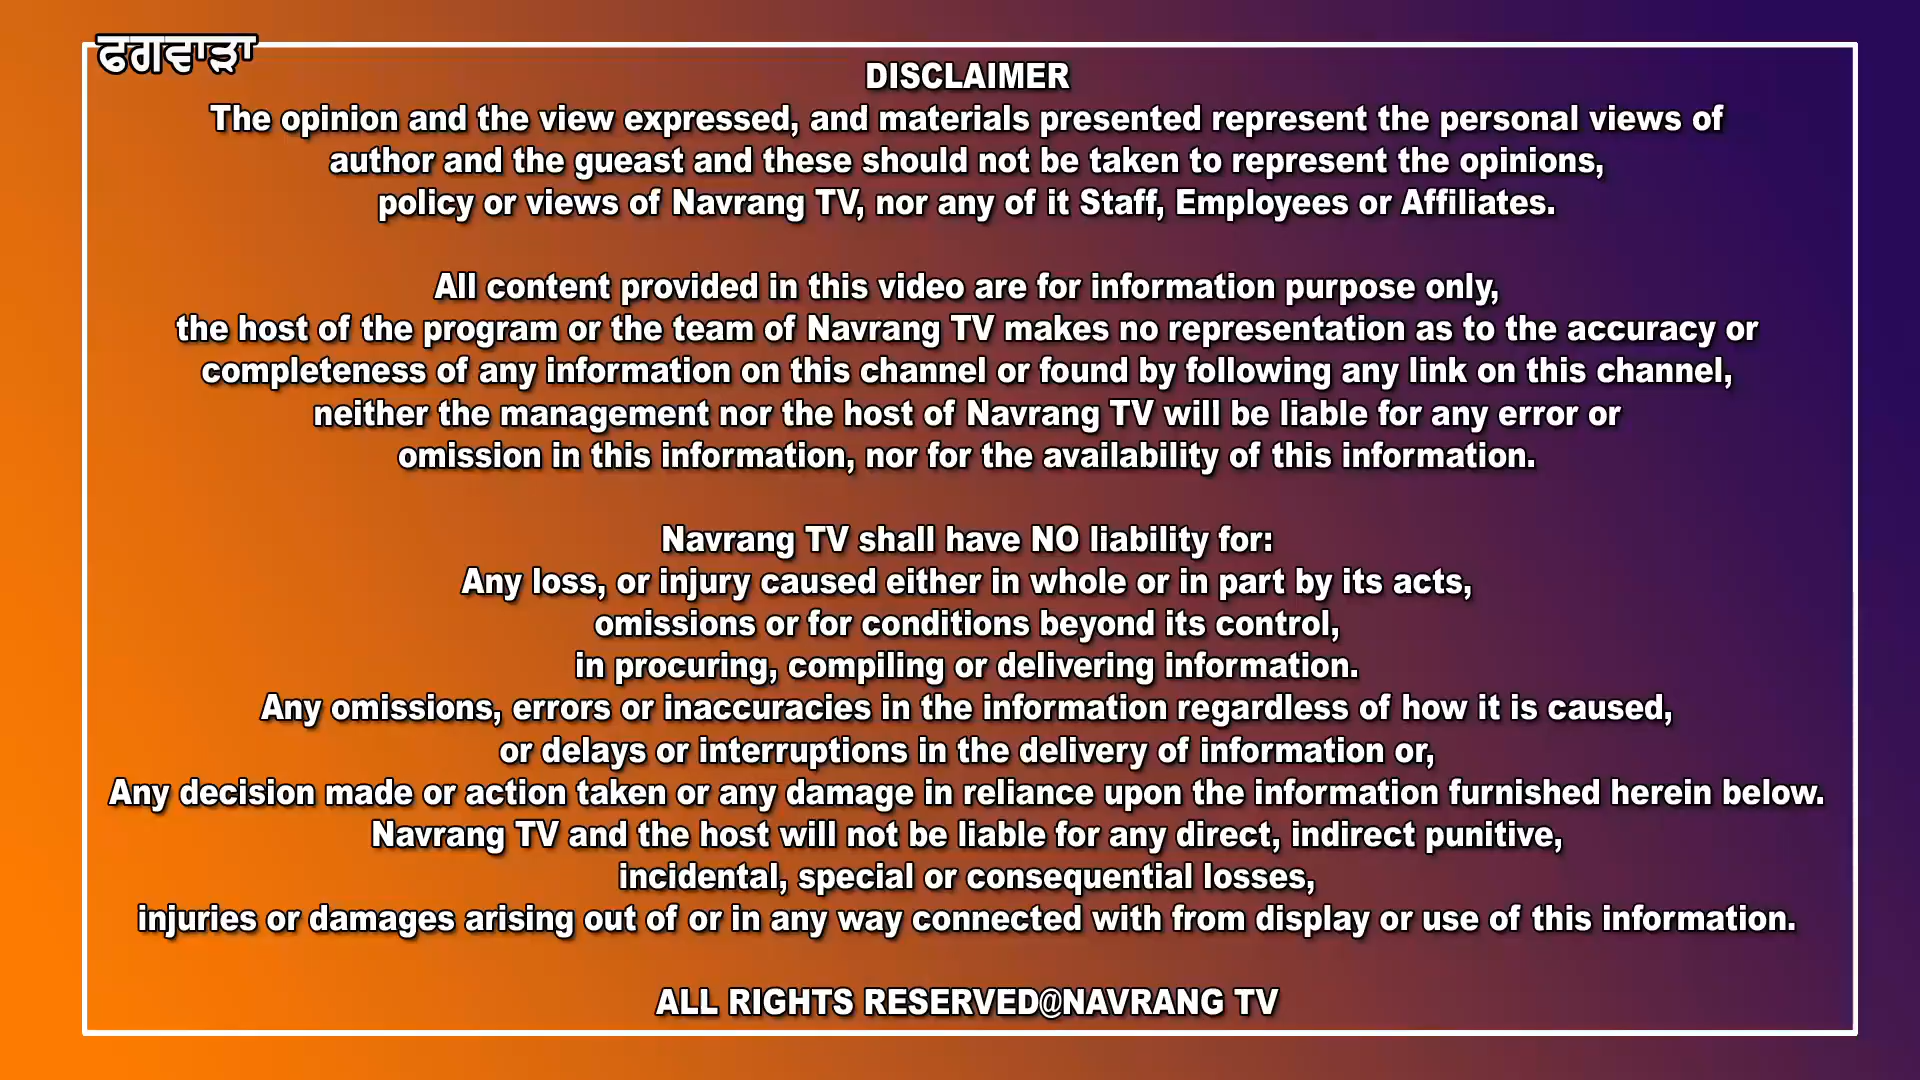 ਫਗਵਾੜਾ
DISCLAIMER
The opinion and the view expressed, and materials presented represent the personal views of
author and the gueast and these should not be taken to represent the opinions,
policy or views of Navrang TV, nor any of it Staff, Employees or Affiliates.
All content provided in this video are for information purpose only,
the host of the program or the team of Navrang TV makes no representation as to the accuracy or
completeness of any information on this channel or found by following any link on this channel,
neither the management nor the host of Navrang TV will be liable for any error or
omission in this information, nor for the availability of this information.
Navrang TV shall have NO liability for:
Any loss, or injury caused either in whole or in part by its acts,
omissions or for conditions beyond its control,
in procuring, compiling or delivering information.
Any omissions, errors or inaccuracies in the information regardless of how it is caused,
or delays or interruptions in the delivery of information or,
Any decision made or action taken or any damage in reliance upon the information furnished herein below.
Navrang TV and the host will not be liable for any direct, indirect punitive,
incidental, special or consequential losses,
injuries or damages arising out of or in any way connected with from display or use of this information.
ALL RIGHTS RESERVED@NAVRANG TV